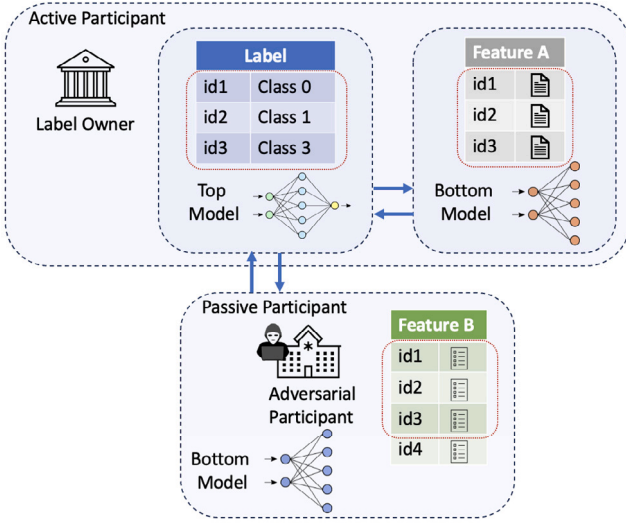 Active Participant
Label Owner
Label
id1 Class 0
id2 Class 1
id3 Class 3
Top
Model
Feature A
id1
id2
id3
Bottom
Model
Passive Participant
Adversarial
Participant
Bottom
Model
Feature B
id1
id2
id3
id4